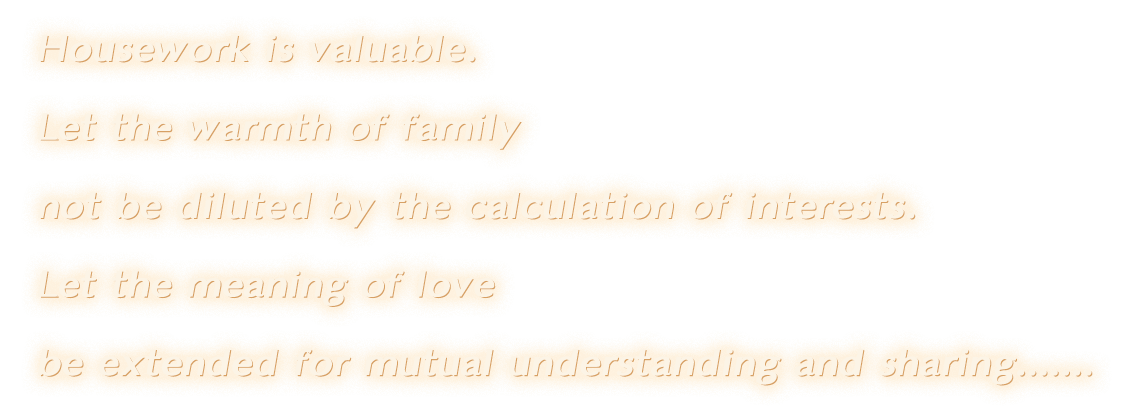 Housework is valuable.
Let the warmth of family
not be diluted by the calculation of interests.
Let the meaning of love
be extended for mutual understanding and sharing.......